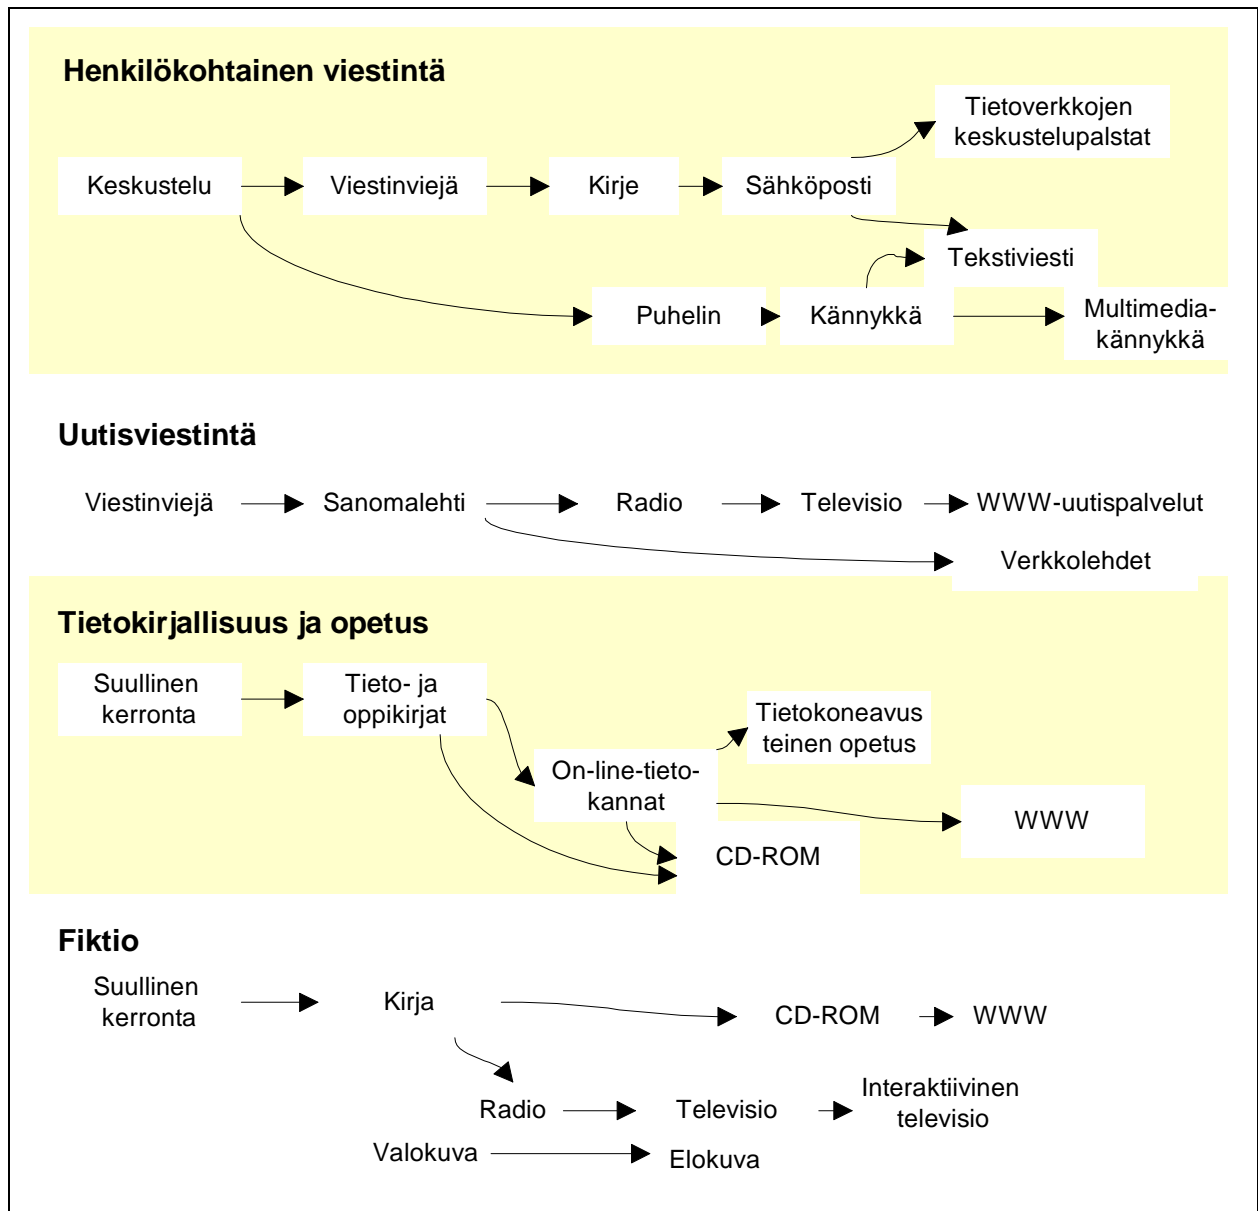 Henkilökohtainen viestintä
Tietoverkkojen
keskustelupalstat
Keskustelu
Viestinviejä
Kirje
Sähköposti
Tekstiviesti
Puhelin
Kännykkä
Multimedia-
kännykkä
Uutisviestintä
Viestinviejä
Sanomalehti
Radio
Televisio
WWW-uutispalvelut
Verkkolehdet
Tietokirjallisuus ja opetus
Suullinen
kerronta
Tieto- ja
oppikirjat
Tietokoneavus
teinen opetus
On-line-tieto-
kannat
WWW
CD-ROM
Fiktio
Suullinen
kerronta
Kirja
CD-ROM
WWW
Radio
Televisio
Interaktiivinen
televisio
Valokuva
Elokuva